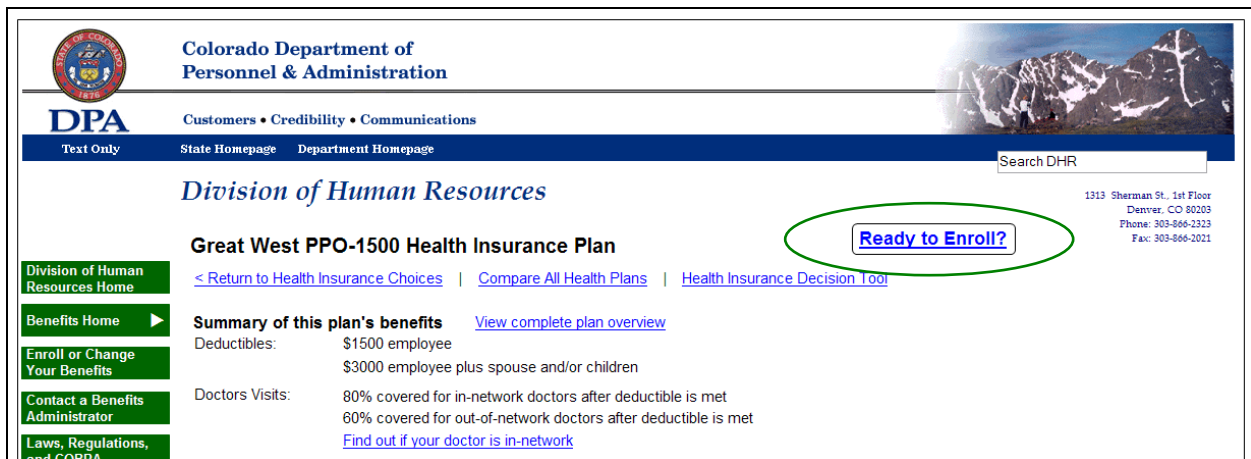 STATE OF COLORADO
1876
DPA
Colorado Department of
Personnel & Administration
Customers • Credibility • Communications
Text Only
State Homepage
Department Homepage
Search DHR
Division of Human Resources
1313 Sherman St., 1st Floor
Denver, CO 80203
Phone: 303-866-2323
Fax: 303-866-2021
Great West PPO-1500 Health Insurance Plan
Ready to Enroll?
< Return to Health Insurance Choices | Compare All Health Plans | Health Insurance Decision Tool
Division of Human
Resources Home
Benefits Home
Enroll or Change
Your Benefits
Contact a Benefits
Administrator
Laws, Regulations,
and COBRA
Summary of this plan's benefits View complete plan overview
Deductibles: $1500 employee
$3000 employee plus spouse and/or children
Doctors Visits: 80% covered for in-network doctors after deductible is met
60% covered for out-of-network doctors after deductible is met
Find out if your doctor is in-network